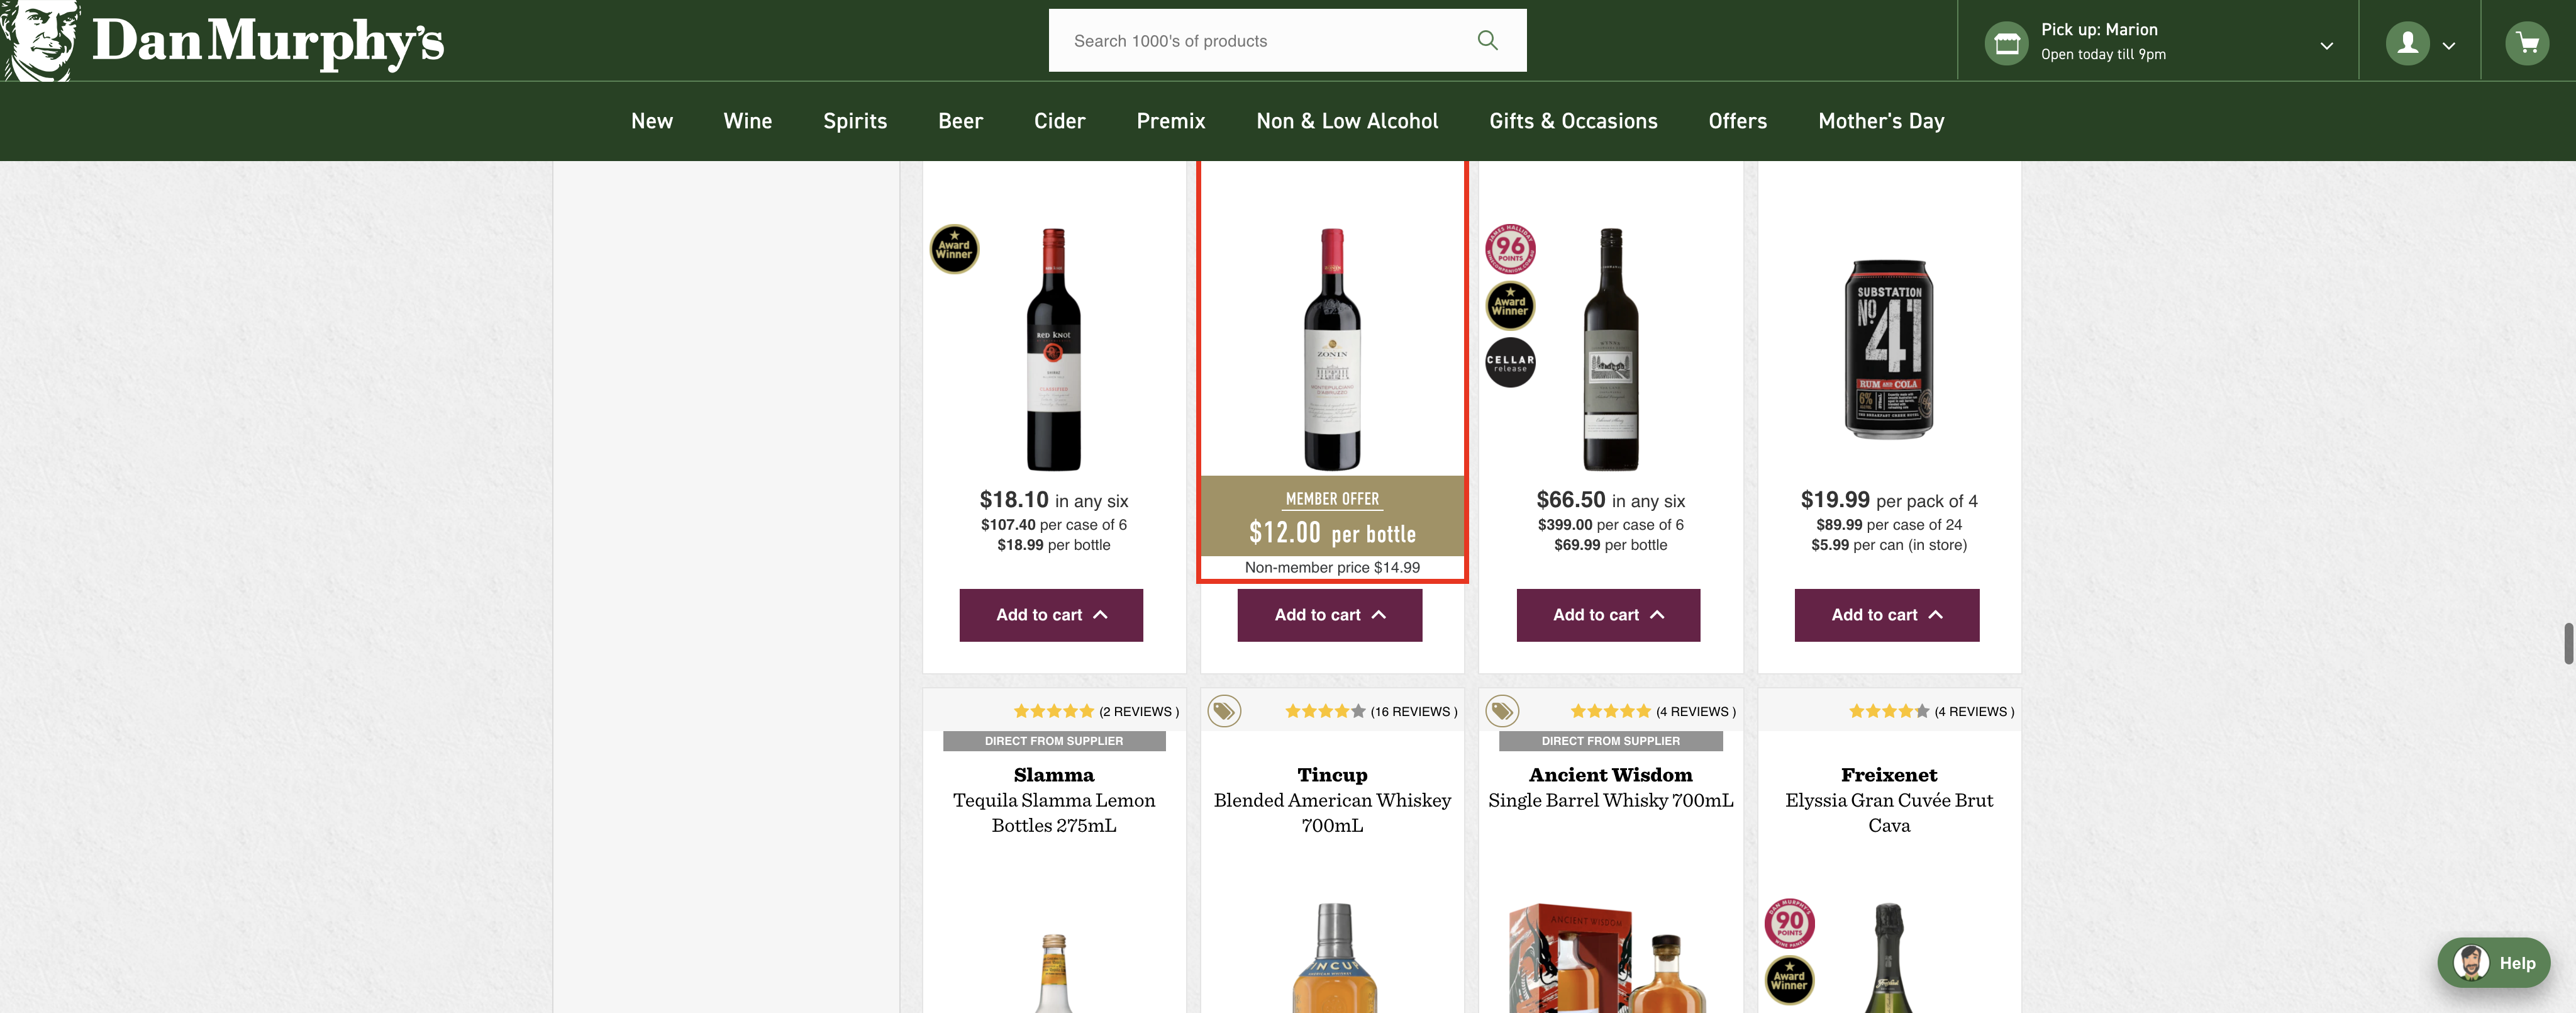 Dan Murphy's
Search 1000's of products
Pick up: Marion
Open today till 9pm
New Wine Spirits Beer Cider Premix Non & Low Alcohol Gifts & Occasions Offers Mother's Day
Award Winner
RED KNOT
$18.10 in any six
$107.40 per case of 6
$18.99 per bottle
Add to cart
ZONIN
MONTEPULCIANO
D'ABRUZZO
MEMBER OFFER
$12.00 per bottle
Non-member price $14.99
Add to cart
96
POINTS
Award Winner
CELLAR
release
$66.50 in any six
$399.00 per case of 6
$69.99 per bottle
Add to cart
SUBSTATION
No. 41
RUM AND COLA
6%
$19.99 per pack of 4
$89.99 per case of 24
$5.99 per can (in store)
Add to cart
(2 REVIEWS )
DIRECT FROM SUPPLIER
Slamma
Tequila Slamma Lemon
Bottles 275mL
(16 REVIEWS )
Tincup
Blended American Whiskey
700mL
(4 REVIEWS )
DIRECT FROM SUPPLIER
Ancient Wisdom
Single Barrel Whisky 700mL
ANCIENT WISDOM
(4 REVIEWS )
Freixenet
Elyssia Gran Cuvée Brut
Cava
90
POINTS
Award Winner
Help